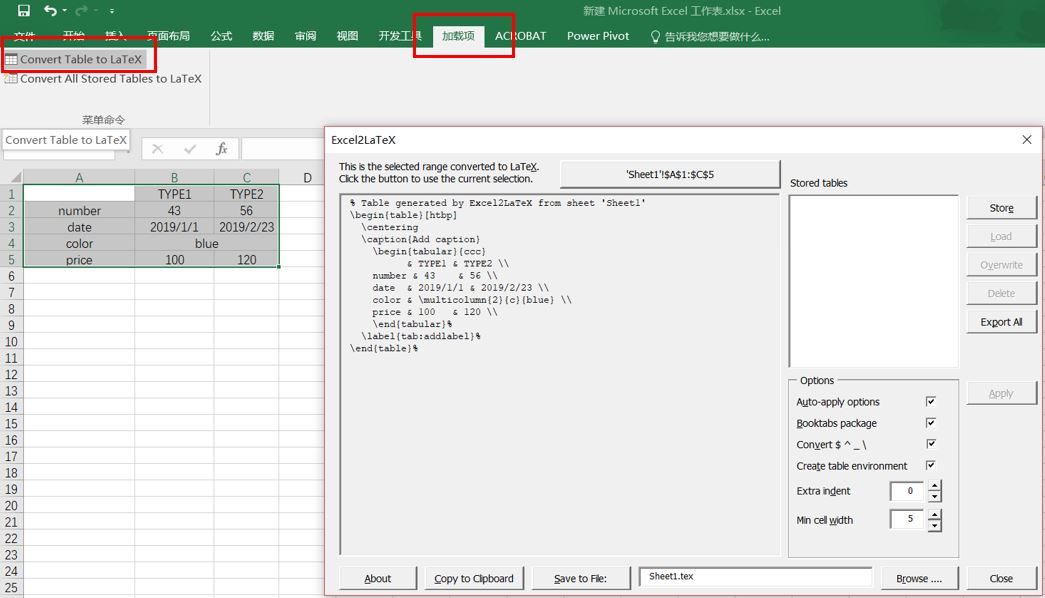 新建 Microsoft Excel 工作表.xlsx - Excel
文件 开始 插入 页面布局 公式 数据 审阅 视图 开发工具 加载项 ACROBAT Power Pivot 告诉我您想要做什么...
Convert Table to LaTeX
Convert All Stored Tables to LaTeX
菜单命令
Convert Table to LaTeX
fx
A B C D
1 TYPE1 TYPE2
2 number 43 56
3 date 2019/1/1 2019/2/23
4 color blue
5 price 100 120
6
7
8
9
10
11
12
13
14
15
16
17
18
19
20
21
22
23
24
25
Excel2LaTeX
This is the selected range converted to LaTeX.
Click the button to use the current selection.
'Sheet1'!$A$1:$C$5
% Table generated by Excel2LaTeX from sheet 'Sheet1'
\begin{table}[htbp]
\centering
\caption{Add caption}
\begin{tabular}{ccc}
& TYPE1 & TYPE2 \\
number & 43 & 56 \\
date & 2019/1/1 & 2019/2/23 \\
color & \multicolumn{2}{c}{blue} \\
price & 100 & 120 \\
\end{tabular}%
\label{tab:addlabel}%
\end{table}%
Stored tables
Store
Load
Overwrite
Delete
Export All
Options
Apply
Auto-apply options
Booktabs package
Convert $ ^ _ \
Create table environment
Extra indent 0
Min cell width 5
About
Copy to Clipboard
Save to File:
Sheet1.tex
Browse ....
Close